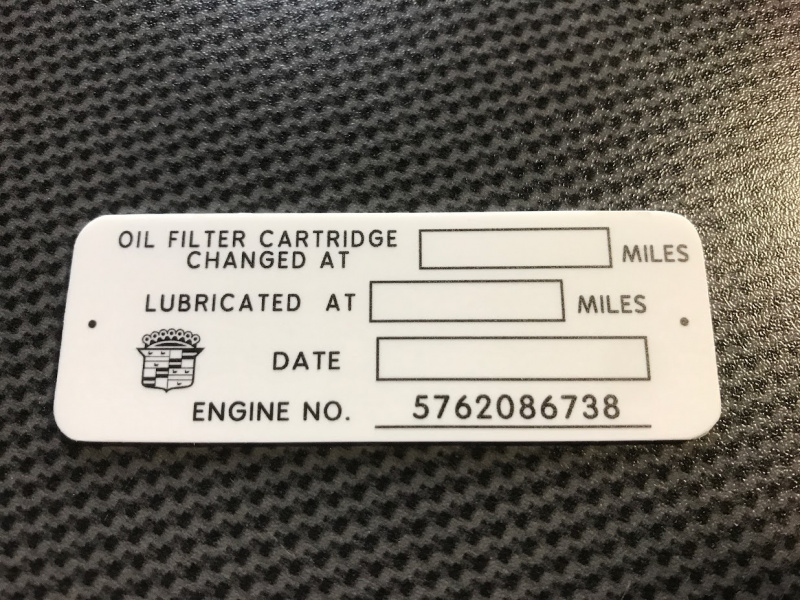 OIL FILTER CARTRIDGE
CHANGED AT MILES
LUBRICATED AT MILES
DATE
ENGINE NO. 5762086738